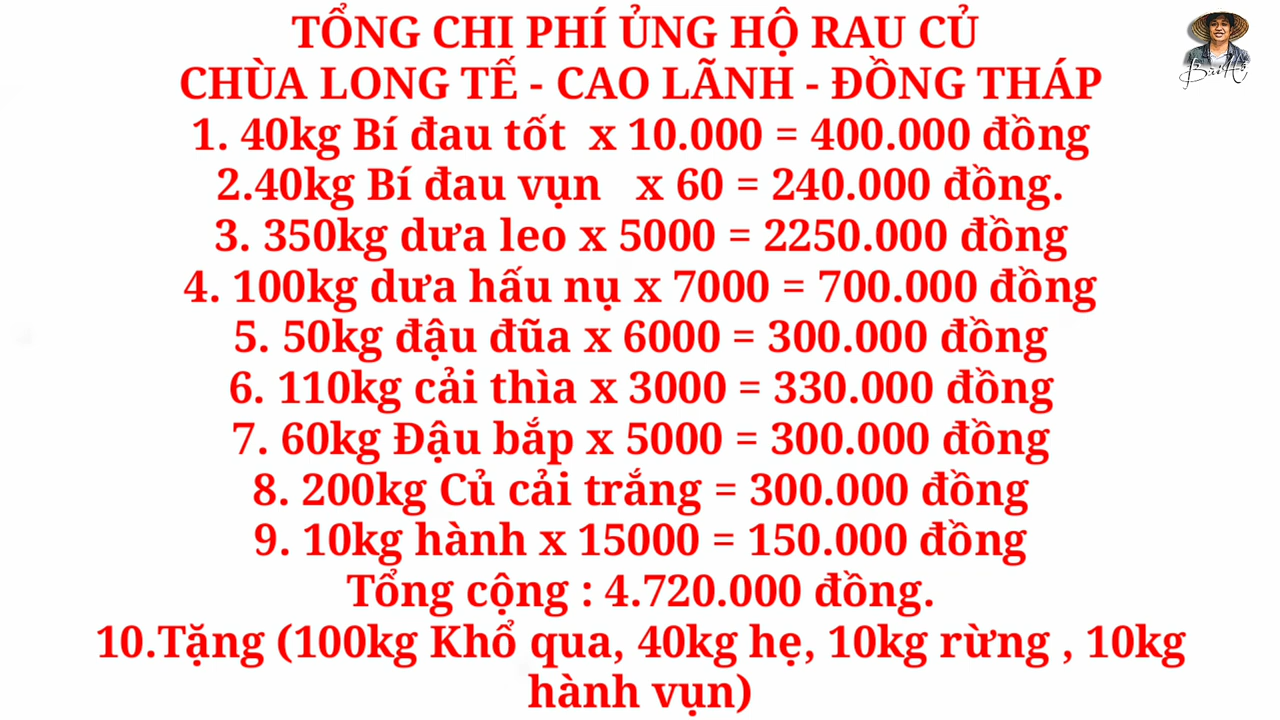 TỔNG CHI PHÍ ỦNG HỘ RAU CỦ
CHÙA LONG TẾ - CAO LÃNH - ĐỒNG THÁP
1. 40kg Bí đau tốt x 10.000 = 400.000 đồng
2.40kg Bí đau vụn x 60 = 240.000 đồng.
3. 350kg dưa leo x 5000 = 2250.000 đồng
4. 100kg dưa hấu nụ x 7000 = 700.000 đồng
5. 50kg đậu đũa x 6000 = 300.000 đồng
6. 110kg cải thìa x 3000 = 330.000 đồng
7. 60kg Đậu bắp x 5000 = 300.000 đồng
8. 200kg Củ cải trắng = 300.000 đồng
9. 10kg hành x 15000 = 150.000 đồng
Tổng cộng : 4.720.000 đồng.
10.Tặng (100kg Khổ qua, 40kg hẹ, 10kg rừng , 10kg
hành vụn)